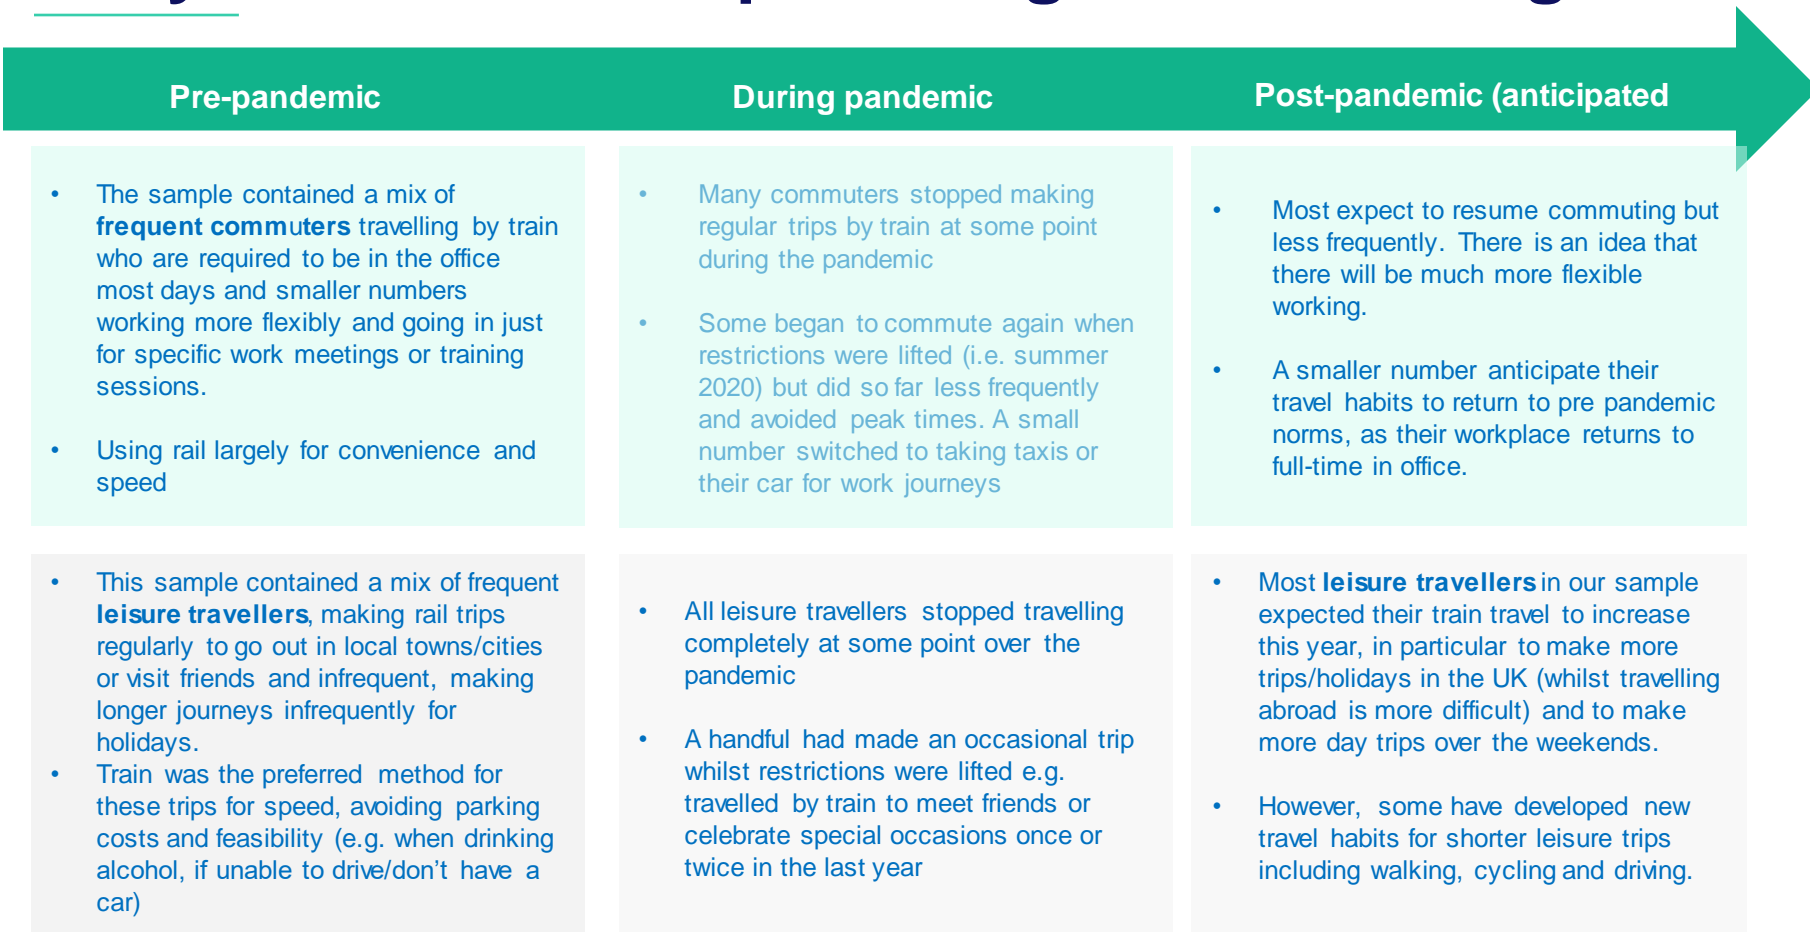 Pre-pandemic
During pandemic
Post-pandemic (anticipated
• The sample contained a mix of
frequent commuters travelling by train
who are required to be in the office
most days and smaller numbers
working more flexibly and going in just
for specific work meetings or training
sessions.
• Using rail largely for convenience and
speed
• Many commuters stopped making
regular trips by train at some point
during the pandemic
• Some began to commute again when
restrictions were lifted (i.e. summer
2020) but did so far less frequently
and avoided peak times. A small
number switched to taking taxis or
their car for work journeys
• Most expect to resume commuting but
less frequently. There is an idea that
there will be much more flexible
working.
• A smaller number anticipate their
travel habits to return to pre pandemic
norms, as their workplace returns to
full-time in office.
• This sample contained a mix of frequent
leisure travellers, making rail trips
regularly to go out in local towns/cities
or visit friends and infrequent, making
longer journeys infrequently for
holidays.
• Train was the preferred method for
these trips for speed, avoiding parking
costs and feasibility (e.g. when drinking
alcohol, if unable to drive/don't have a
car)
• All leisure travellers stopped travelling
completely at some point over the
pandemic
• A handful had made an occasional trip
whilst restrictions were lifted e.g.
travelled by train to meet friends or
celebrate special occasions once or
twice in the last year
• Most leisure travellers in our sample
expected their train travel to increase
this year, in particular to make more
trips/holidays in the UK (whilst travelling
abroad is more difficult) and to make
more day trips over the weekends.
• However, some have developed new
travel habits for shorter leisure trips
including walking, cycling and driving.